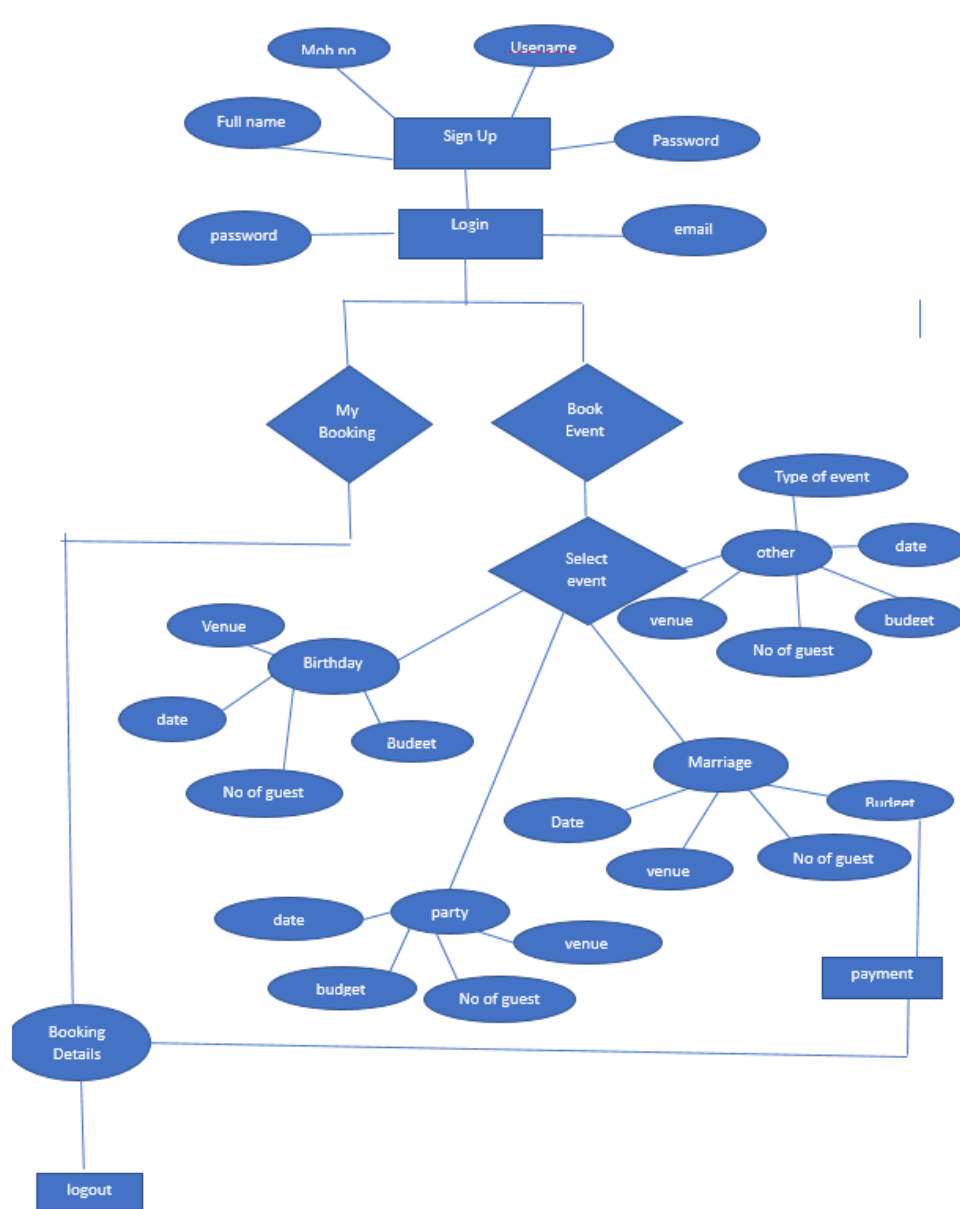 Mob no
Usename
Full name
Sign Up
Password
password
Login
email
My
Booking
Book
Event
Type of event
Select
event
other
date
venue
budget
No of guest
Venue
Birthday
date
Budget
No of guest
Marriage
Budget
Date
venue
No of guest
date
party
venue
budget
No of guest
payment
Booking
Details
logout